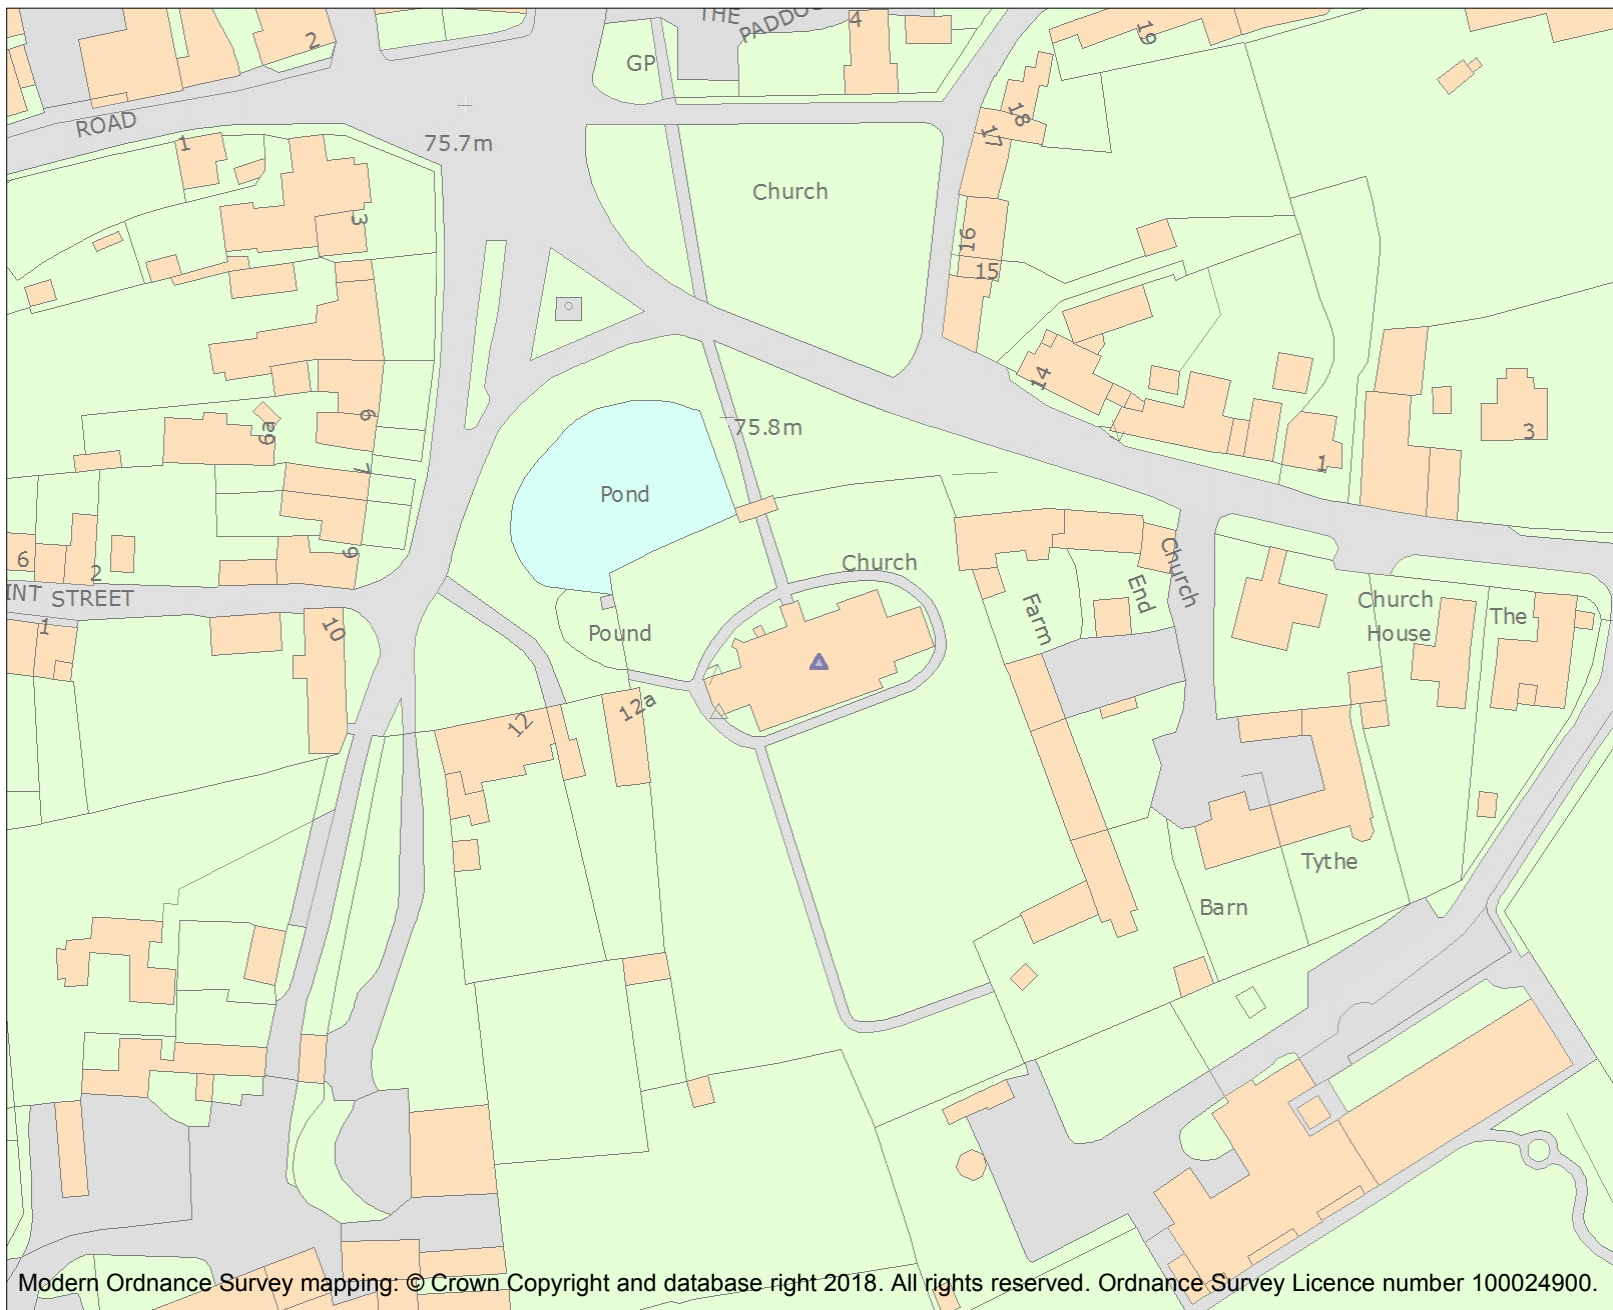 THE
4
19
2
GP
ROAD
1
75.7m
18
17
Church
3
16
15
14
6
75.8m
6a
3
1
7
Pond
9
6
2
Church
Church
INT STREET
End
Church
House
The
Farm
1
10
Pound
12a
12
Tythe
Barn
Modern Ordnance Survey mapping: © Crown Copyright and database right 2018. All rights reserved. Ordnance Survey Licence number 100024900.